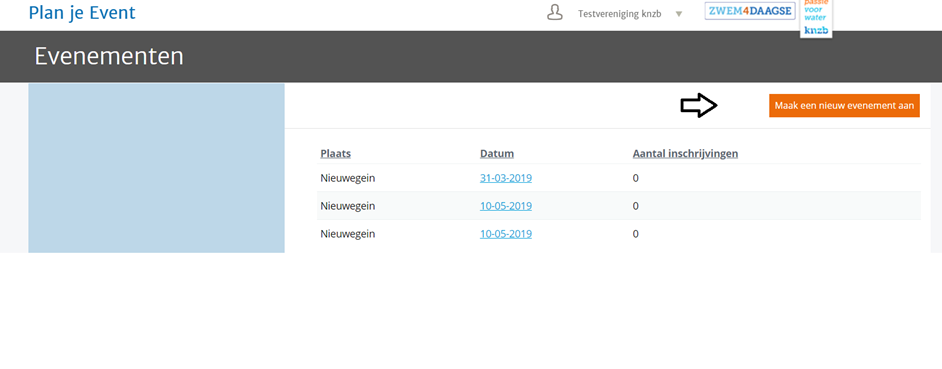 Plan je Event
Testvereniging knzb
ZWEM4DAAGSE
passie
voor
water
knzb
Evenementen
Maak een nieuw evenement aan
Plaats Datum Aantal inschrijvingen
Nieuwegein 31-03-2019 0
Nieuwegein 10-05-2019 0
Nieuwegein 10-05-2019 0